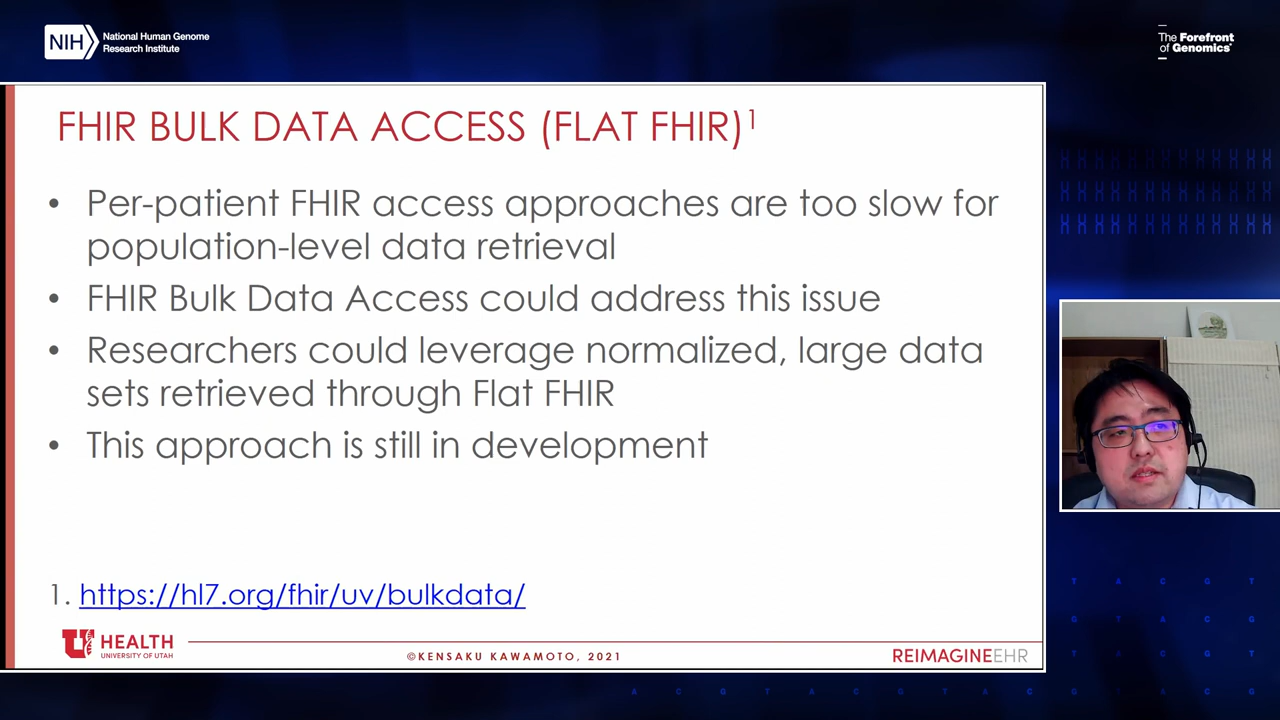 NIH
National Human Genome
Research Institute
The Forefront
of Genomics®
FHIR BULK DATA ACCESS (FLAT FHIR)1
• Per-patient FHIR access approaches are too slow for
population-level data retrieval
• FHIR Bulk Data Access could address this issue
• Researchers could leverage normalized, large data
sets retrieved through Flat FHIR
• This approach is still in development
1. https://hl7.org/fhir/uv/bulkdata/
U HEALTH
UNIVERSITY OF UTAH
©KENSAKU KAWAMOTO, 2021
REIMAGINEEHR
T A C G T
A C G T A C G T A C G T A C G